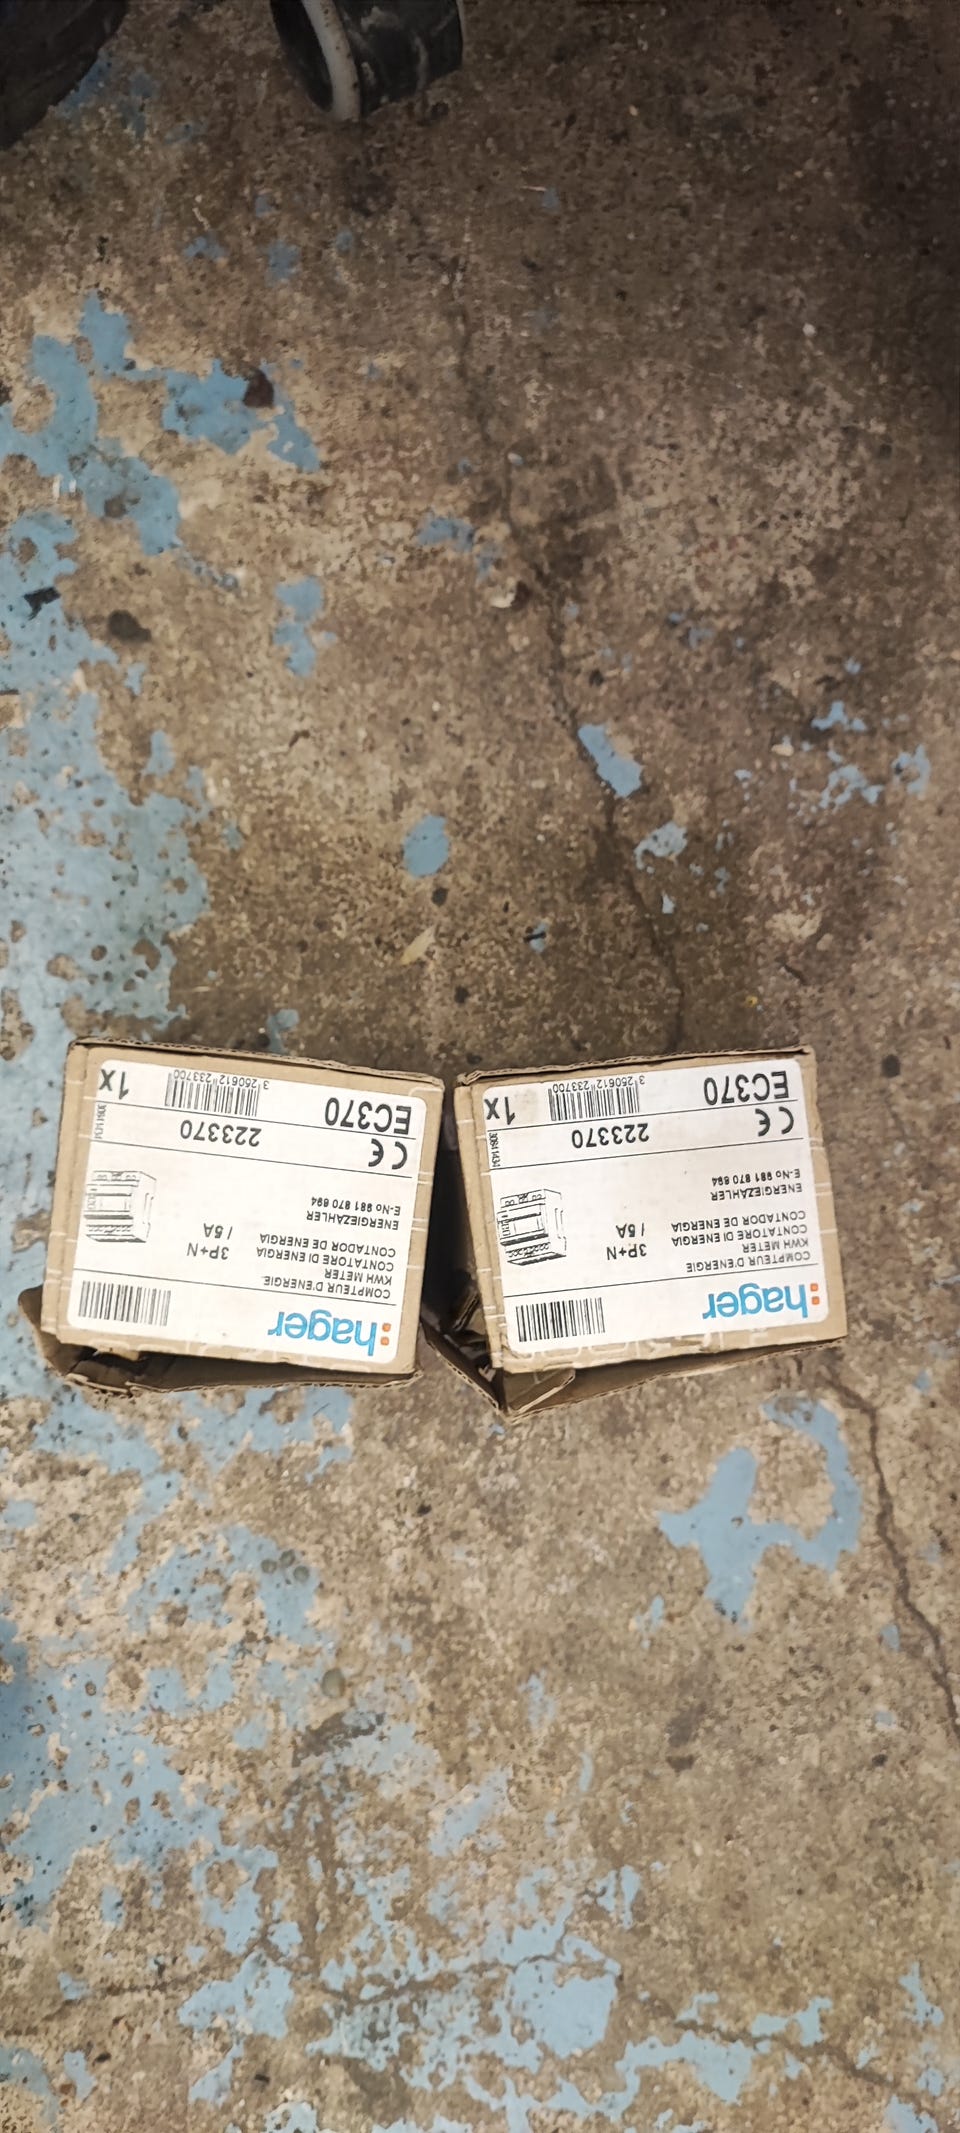 :hager
COMPTEUR D'ENERGIE
KWH METER
CONTATORE DI ENERGIA
CONTADOR DE ENERGIA
ENERGIEZÄHLER
E-No 981 870 694
3P+N
/ 5A
CE
223370
EC370
3 250612 233700
1x
:hager
COMPTEUR D'ENERGIE
KWH METER
CONTATORE DI ENERGIA
CONTADOR DE ENERGIA
ENERGIEZÄHLER
E-No 981 870 694
3P+N
/ 5A
CE
223370
EC370
3 250612 233700
1x